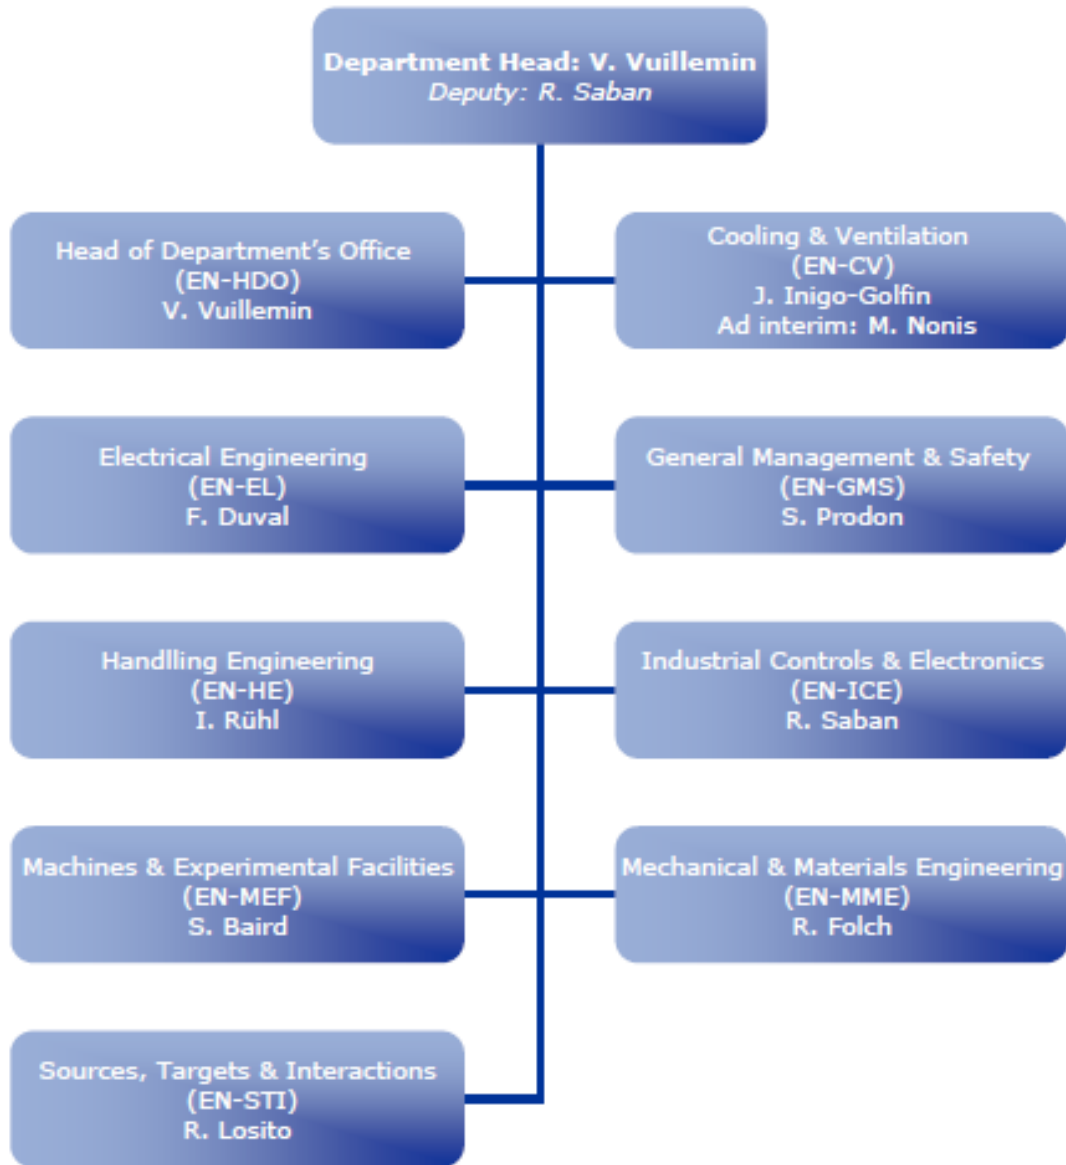 Department Head: V. Vuillemin
Deputy: R. Saban
Head of Department's Office
(EN-HDO)
V. Vuillemin
Cooling & Ventilation
(EN-CV)
J. Inigo-Golfin
Ad interim: M. Nonis
Electrical Engineering
(EN-EL)
F. Duval
General Management & Safety
(EN-GMS)
S. Prodon
Handlling Engineering
(EN-HE)
I. Rühl
Industrial Controls & Electronics
(EN-ICE)
R. Saban
Machines & Experimental Facilities
(EN-MEF)
S. Baird
Mechanical & Materials Engineering
(EN-MME)
R. Folch
Sources, Targets & Interactions
(EN-STI)
R. Losito